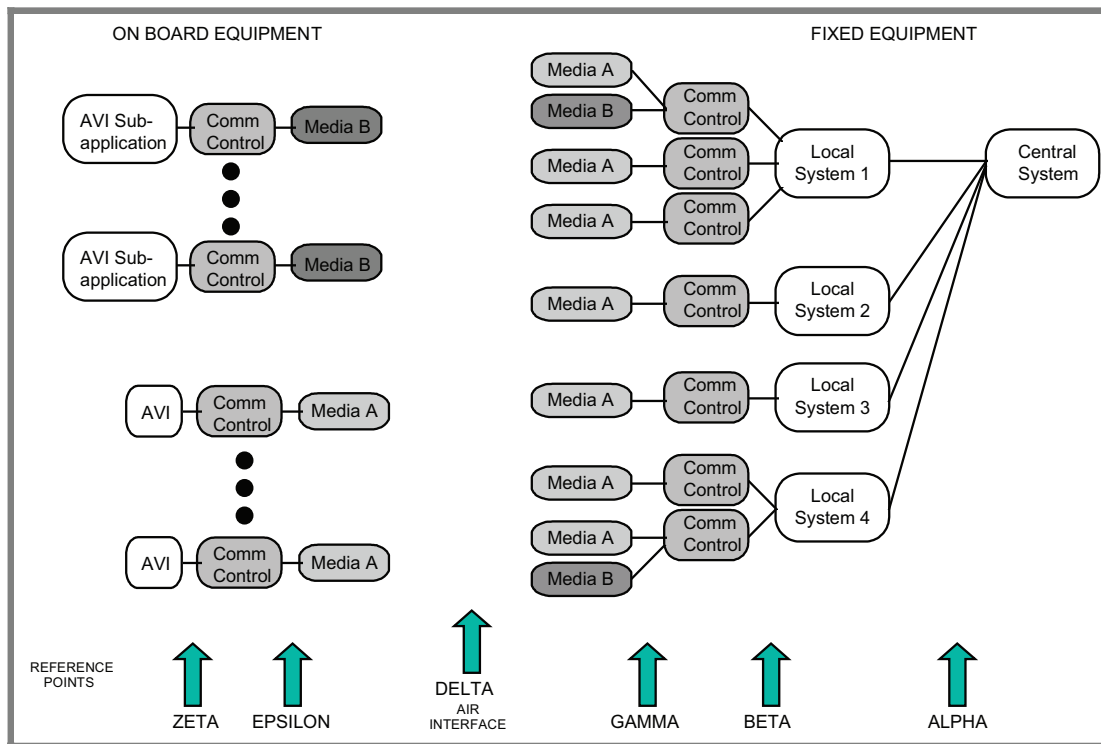 ON BOARD EQUIPMENT
FIXED EQUIPMENT
AVI Sub-
application
Comm
Control
Media B
AVI Sub-
application
Comm
Control
Media B
AVI
Comm
Control
Media A
AVI
Comm
Control
Media A
Media A
Media B
Comm
Control
Media A
Comm
Control
Media A
Comm
Control
Local
System 1
Central
System
Media A
Comm
Control
Local
System 2
Media A
Comm
Control
Local
System 3
Media A
Comm
Control
Media A
Media B
Comm
Control
Local
System 4
REFERENCE
POINTS
ZETA
EPSILON
DELTA
AIR
INTERFACE
GAMMA
BETA
ALPHA